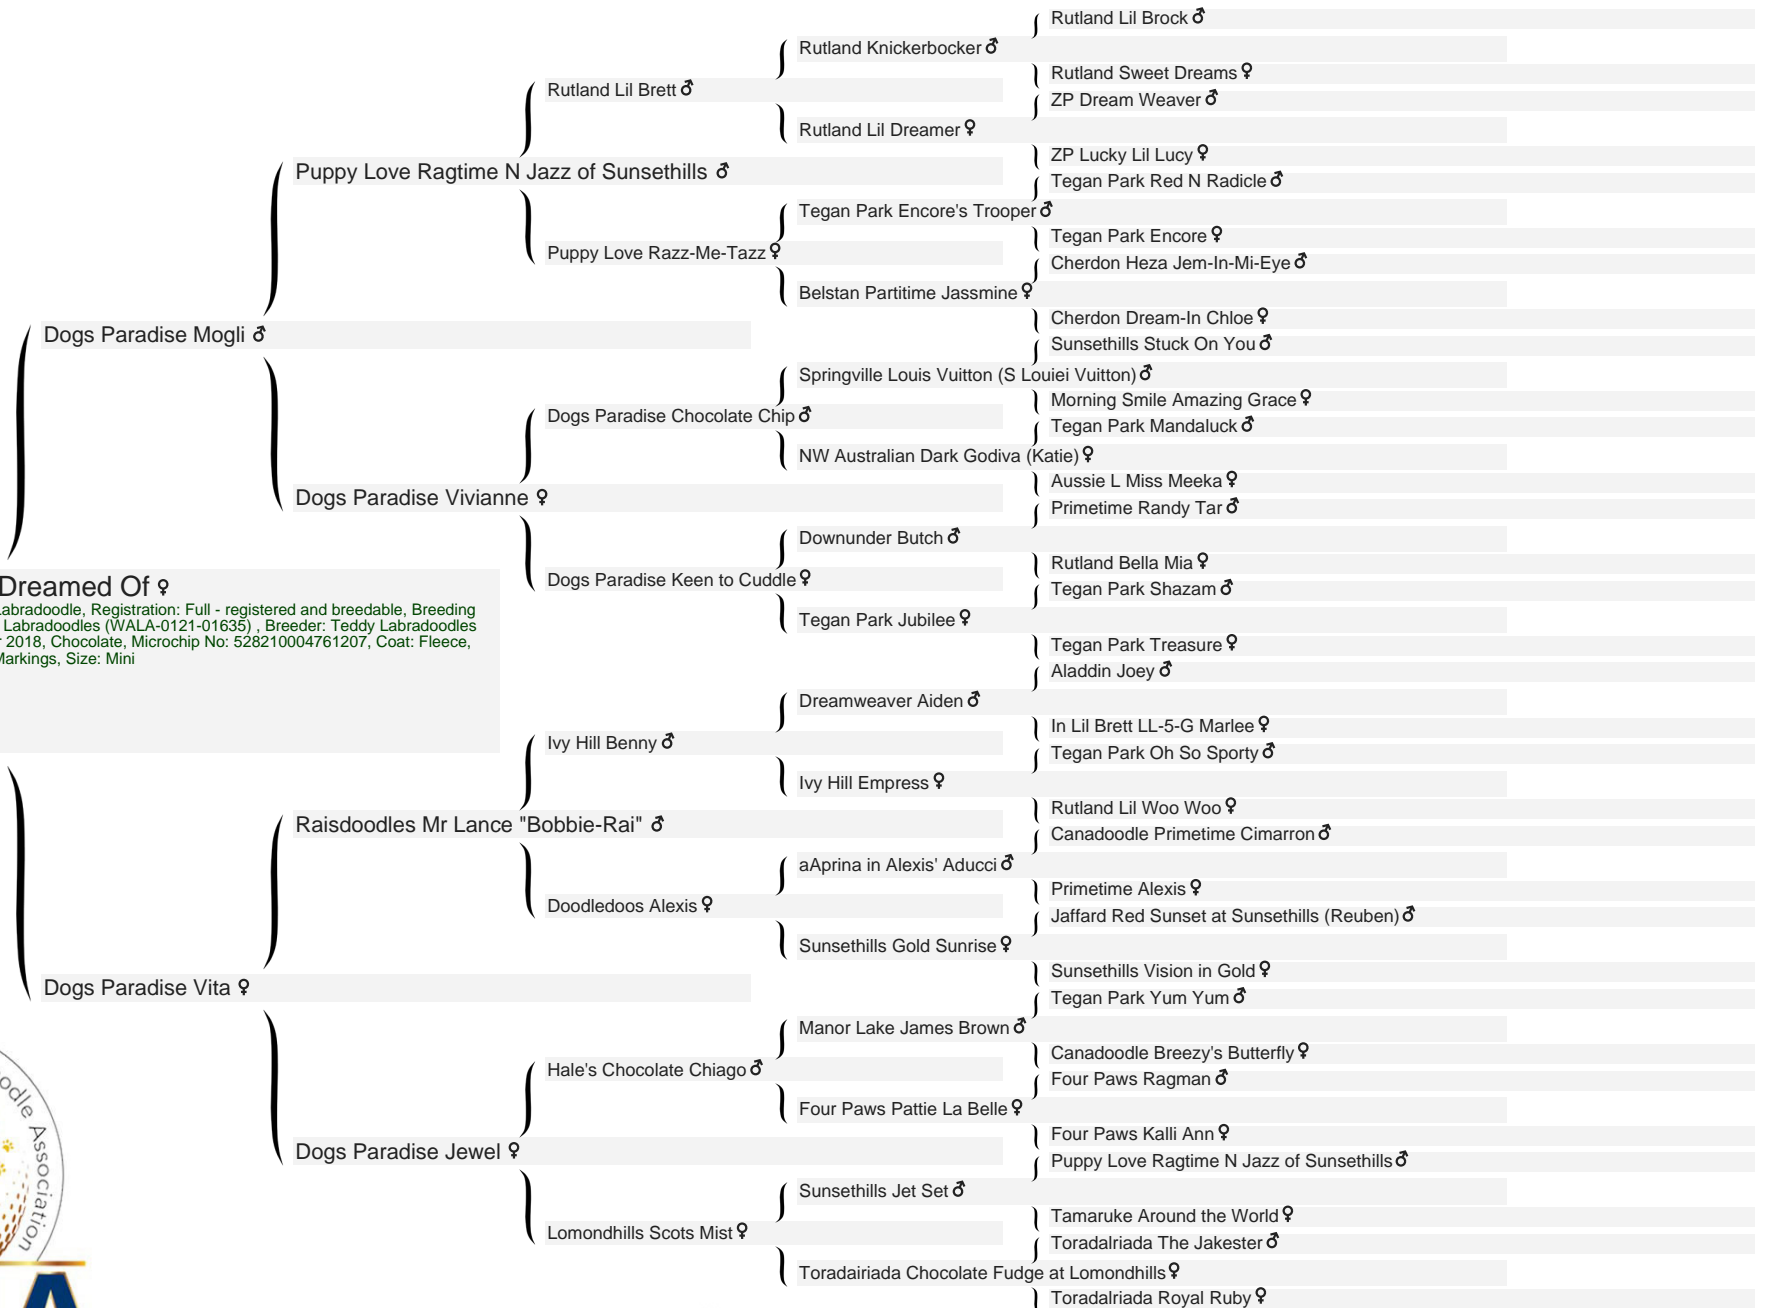 Rutland Lil Brock ♂
Rutland Knickerbocker ♂
Rutland Sweet Dreams ♀
Rutland Lil Brett ♂
ZP Dream Weaver ♂
Rutland Lil Dreamer ♀
ZP Lucky Lil Lucy ♀
Puppy Love Ragtime N Jazz of Sunsethills ♂
Tegan Park Red N Radicle ♂
Tegan Park Encore's Trooper ♂
Tegan Park Encore ♀
Puppy Love Razz-Me-Tazz ♀
Cherdon Heza Jem-In-Mi-Eye ♂
Belstan Partitime Jassmine ♀
Cherdon Dream-In Chloe ♀
Dogs Paradise Mogli ♂
Sunsethills Stuck On You ♂
Springville Louis Vuitton (S Louiei Vuitton) ♂
Morning Smile Amazing Grace ♀
Dogs Paradise Chocolate Chip ♂
Tegan Park Mandaluck ♂
NW Australian Dark Godiva (Katie) ♀
Aussie L Miss Meeka ♀
Dogs Paradise Vivianne ♀
Primetime Randy Tar ♂
Downunder Butch ♂
Rutland Bella Mia ♀
Dogs Paradise Keen to Cuddle ♀
Tegan Park Shazam ♂
Tegan Park Jubilee ♀
Tegan Park Treasure ♀
Dreamed Of ♀
Labradoodle, Registration: Full - registered and breedable, Breeding
Labradoodles (WALA-0121-01635) , Breeder: Teddy Labradoodles
2018, Chocolate, Microchip No: 528210004761207, Coat: Fleece,
Markings, Size: Mini
Aladdin Joey ♂
Dreamweaver Aiden ♂
In Lil Brett LL-5-G Marlee ♀
Ivy Hill Benny ♂
Tegan Park Oh So Sporty ♂
Ivy Hill Empress ♀
Rutland Lil Woo Woo ♀
Raisdoodles Mr Lance "Bobbie-Rai" ♂
Canadoodle Primetime Cimarron ♂
aAprina in Alexis' Aducci ♂
Primetime Alexis ♀
Doodledoos Alexis ♀
Jaffard Red Sunset at Sunsethills (Reuben) ♂
Sunsethills Gold Sunrise ♀
Sunsethills Vision in Gold ♀
Dogs Paradise Vita ♀
Tegan Park Yum Yum ♂
Manor Lake James Brown ♂
Canadoodle Breezy's Butterfly ♀
Hale's Chocolate Chiago ♂
Four Paws Ragman ♂
Four Paws Pattie La Belle ♀
Four Paws Kalli Ann ♀
Dogs Paradise Jewel ♀
Puppy Love Ragtime N Jazz of Sunsethills ♂
Sunsethills Jet Set ♂
Tamaruke Around the World ♀
Lomondhills Scots Mist ♀
Toradalriada The Jakester ♂
Toradairiada Chocolate Fudge at Lomondhills ♀
Toradalriada Royal Ruby ♀
Association